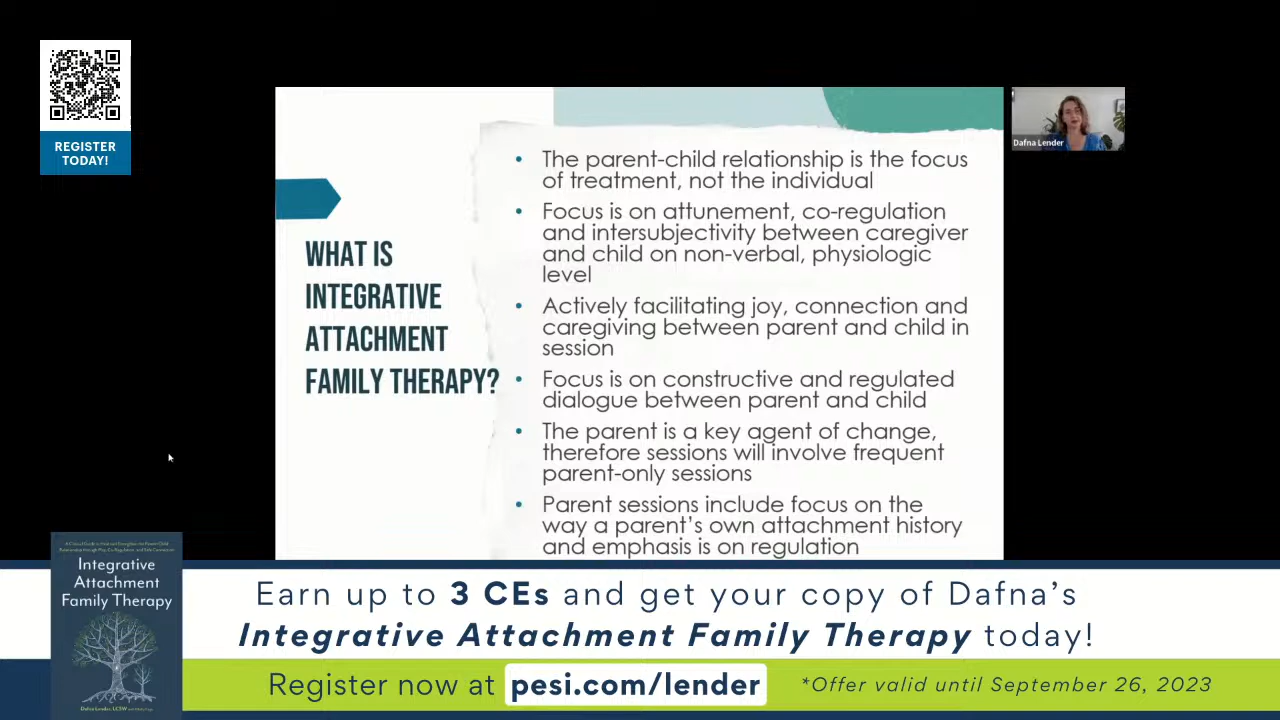 REGISTER
TODAY!
Dafna Lender
WHAT IS
INTEGRATIVE
ATTACHMENT
FAMILY THERAPY?
• The parent-child relationship is the focus
of treatment, not the individual
• Focus is on attunement, co-regulation
and intersubjectivity between caregiver
and child on non-verbal, physiologic
level
• Actively facilitating joy, connection and
caregiving between parent and child in
session
• Focus is on constructive and regulated
dialogue between parent and child
• The parent is a key agent of change,
therefore sessions will involve frequent
parent-only sessions
• Parent sessions include focus on the
way a parent's own attachment history
and emphasis is on regulation
Integrative
Attachment
Family Therapy
Dafna Lender, LCSW
Earn up to 3 CEs and get your copy of Dafna's
Integrative Attachment Family Therapy today!
Register now at pesi.com/lender *Offer valid until September 26, 2023